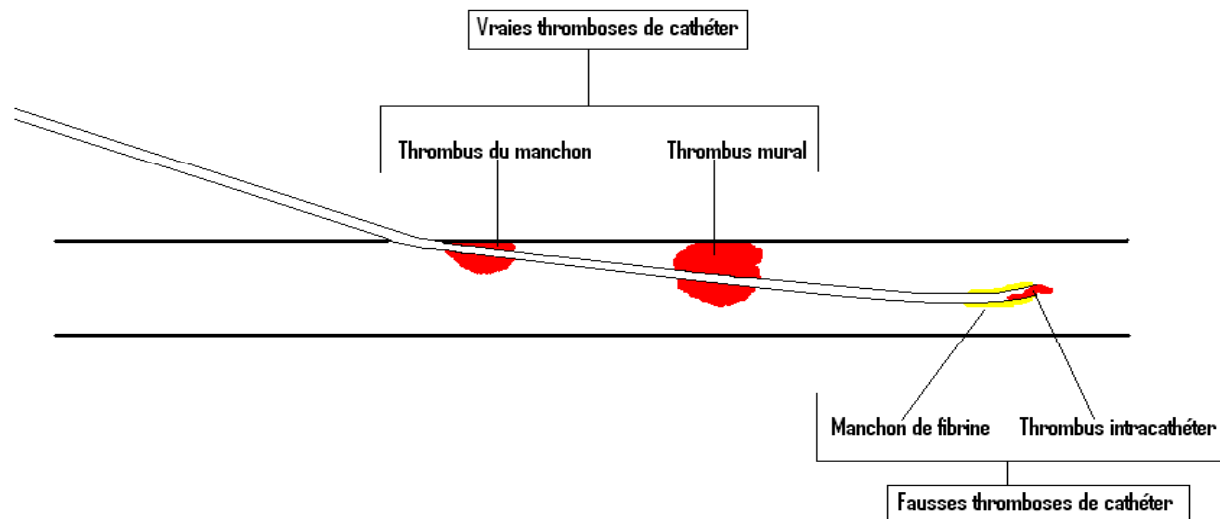 Vraies thromboses de cathéter
Thrombus du manchon
Thrombus mural
Manchon de fibrine
Thrombus intracathéter
Fausses thromboses de cathéter